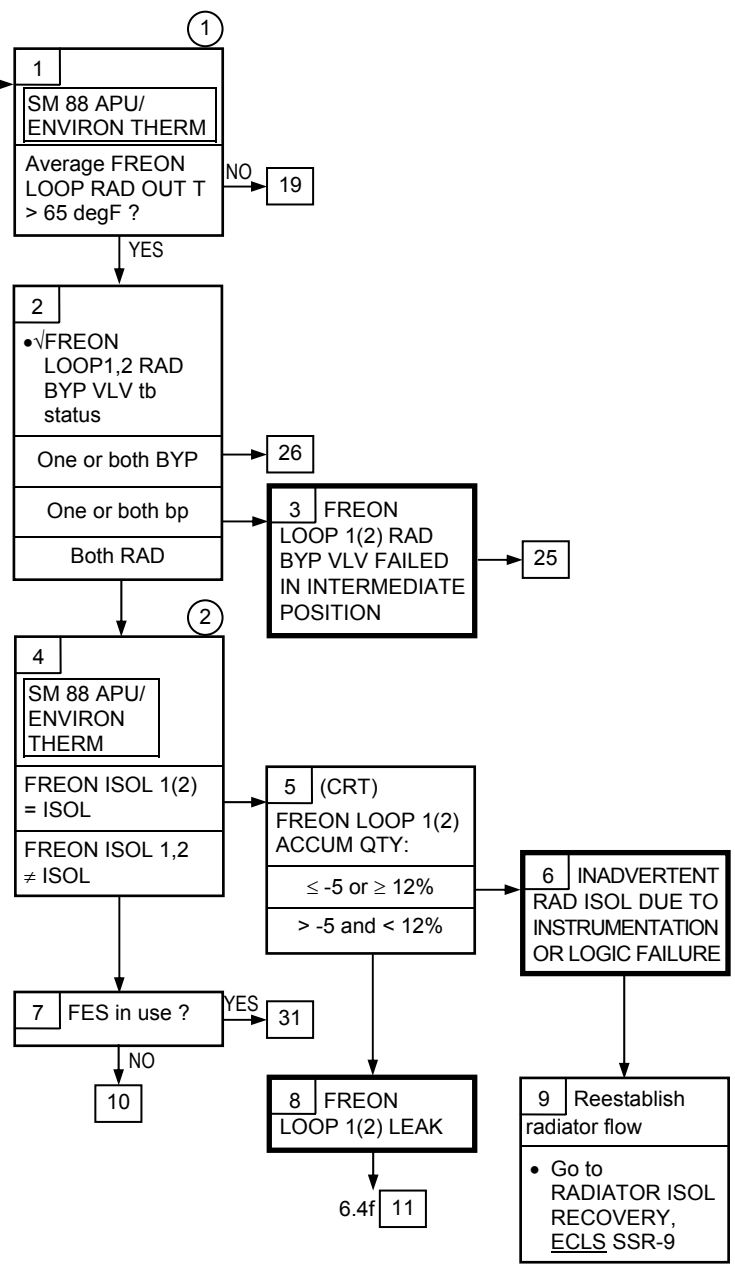 1
1
SM 88 APU/
ENVIRON THERM
Average FREON
LOOP RAD OUT T
> 65 degF ?
NO
19
YES
2
•√FREON
LOOP1,2 RAD
BYP VLV tb
status
One or both BYP
26
One or both bp
Both RAD
3 FREON
LOOP 1(2) RAD
BYP VLV FAILED
IN INTERMEDIATE
POSITION
25
2
4
SM 88 APU/
ENVIRON
THERM
FREON ISOL 1(2)
= ISOL
FREON ISOL 1,2
≠ ISOL
5 (CRT)
FREON LOOP 1(2)
ACCUM QTY:
≤ -5 or ≥ 12%
> -5 and < 12%
6 INADVERTENT
RAD ISOL DUE TO
INSTRUMENTATION
OR LOGIC FAILURE
7 FES in use ?
YES
31
NO
10
8 FREON
LOOP 1(2) LEAK
6.4f 11
9 Reestablish
radiator flow
• Go to
RADIATOR ISOL
RECOVERY,
ECLS SSR-9